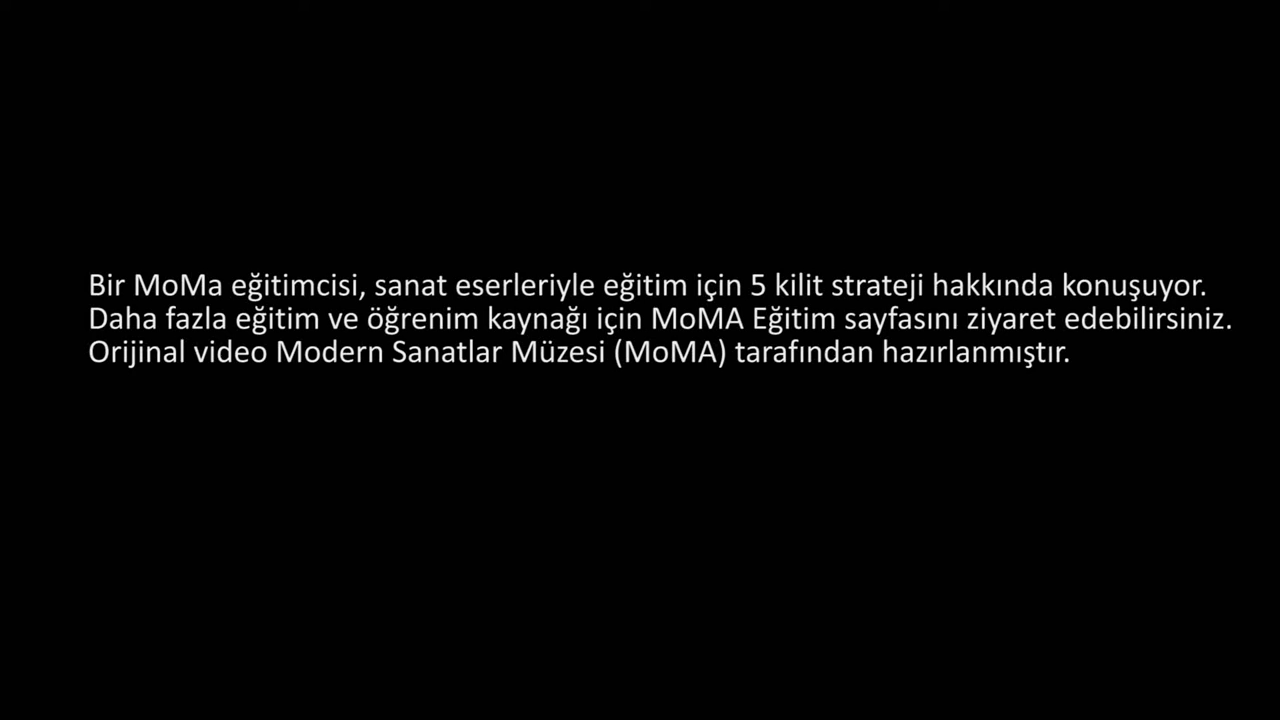 Bir MoMa eğitimcisi, sanat eserleriyle eğitim için 5 kilit strateji hakkında konuşuyor.
Daha fazla eğitim ve öğrenim kaynağı için MoMA Eğitim sayfasını ziyaret edebilirsiniz.
Orijinal video Modern Sanatlar Müzesi (MoMA) tarafından hazırlanmıştır.